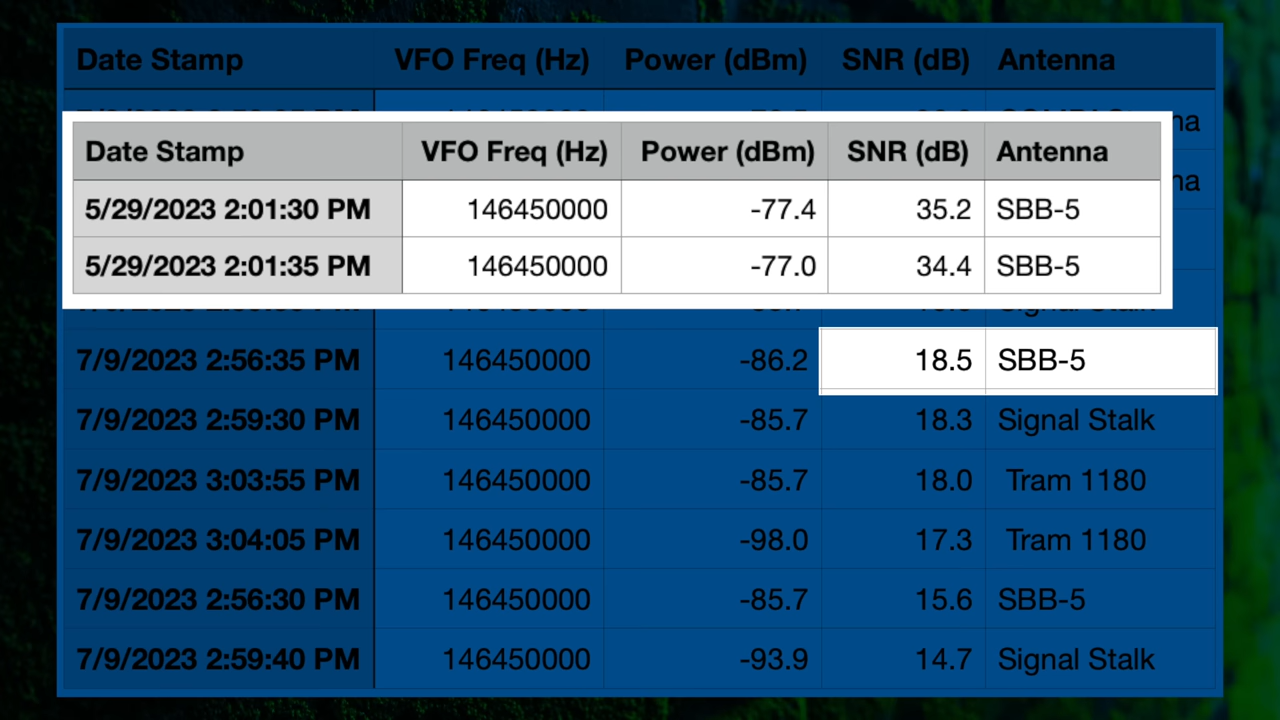 Date Stamp VFO Freq (Hz) Power (dBm) SNR (dB) Antenna
Date Stamp VFO Freq (Hz) Power (dBm) SNR (dB) Antenna
5/29/2023 2:01:30 PM 146450000 -77.4 35.2 SBB-5
5/29/2023 2:01:35 PM 146450000 -77.0 34.4 SBB-5
7/9/2023 2:56:35 PM 146450000 -86.2 18.5 SBB-5
7/9/2023 2:59:30 PM 146450000 -85.7 18.3 Signal Stalk
7/9/2023 3:03:55 PM 146450000 -85.7 18.0 Tram 1180
7/9/2023 3:04:05 PM 146450000 -98.0 17.3 Tram 1180
7/9/2023 2:56:30 PM 146450000 -85.7 15.6 SBB-5
7/9/2023 2:59:40 PM 146450000 -93.9 14.7 Signal Stalk